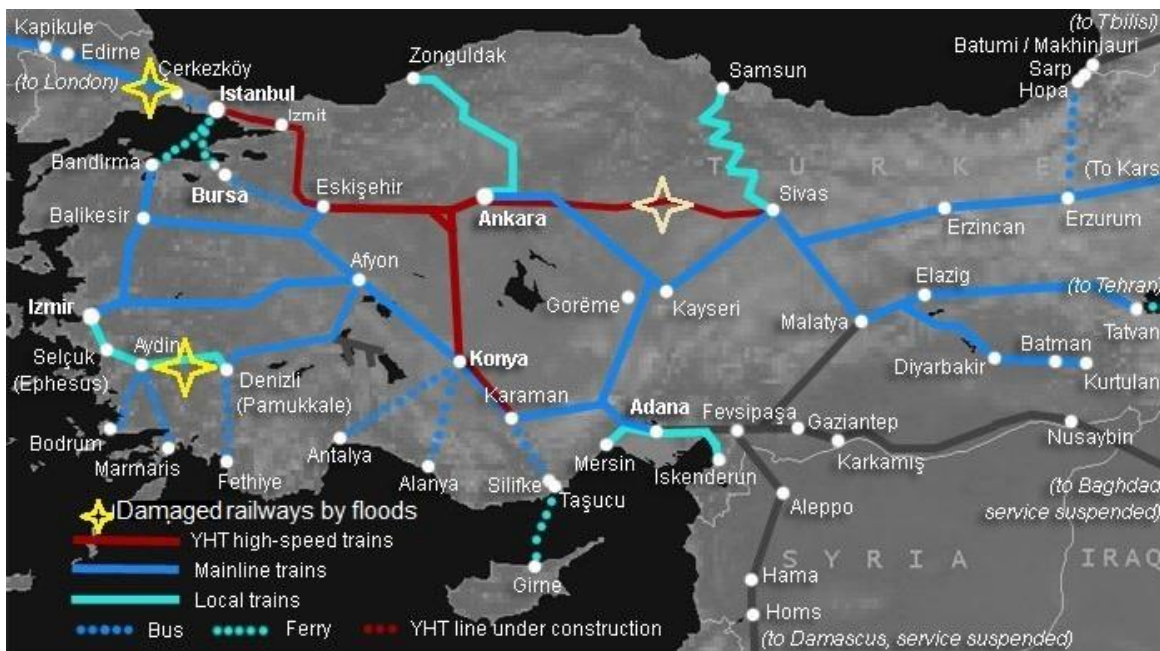 (to Tbilisi)
Kapikule
Zonguldak
Batumi / Makhinjauri
Edirne
Samsun
Sarp
Çerkezköy
Hopa
(to London)
Istanbul
Izmit
Bandirma
T U R K E
(To Kars
Bursa
Eskişehir
Sivas
Balikesir
Ankara
Erzincan
Erzurum
Afyon
Elazig
(to Tehran)
Izmir
Gorëme
Kayseri
Malatya
Tatvan
Selçuk
(Ephesus)
Aydin
Konya
Batman
Denizli
(Pamukkale)
Karaman
Diyarbakir
Kurtulan
Adana
Fevsipaşa
Gaziantep
Bodrum
Nusaybin
Marmaris
Antalya
Mersin
Karkamiş
Fethiye
Alanya
Silifke
Taşucu
Iskenderun
(to Baghdad
service suspended)
Aleppo
Damaged railways by floods
YHT high-speed trains
S Y R I A
IRAQ
Mainline trains
Girne
Hama
Local trains
Homs
Bus
Ferry
YHT line under construction
(to Damascus, service suspended)